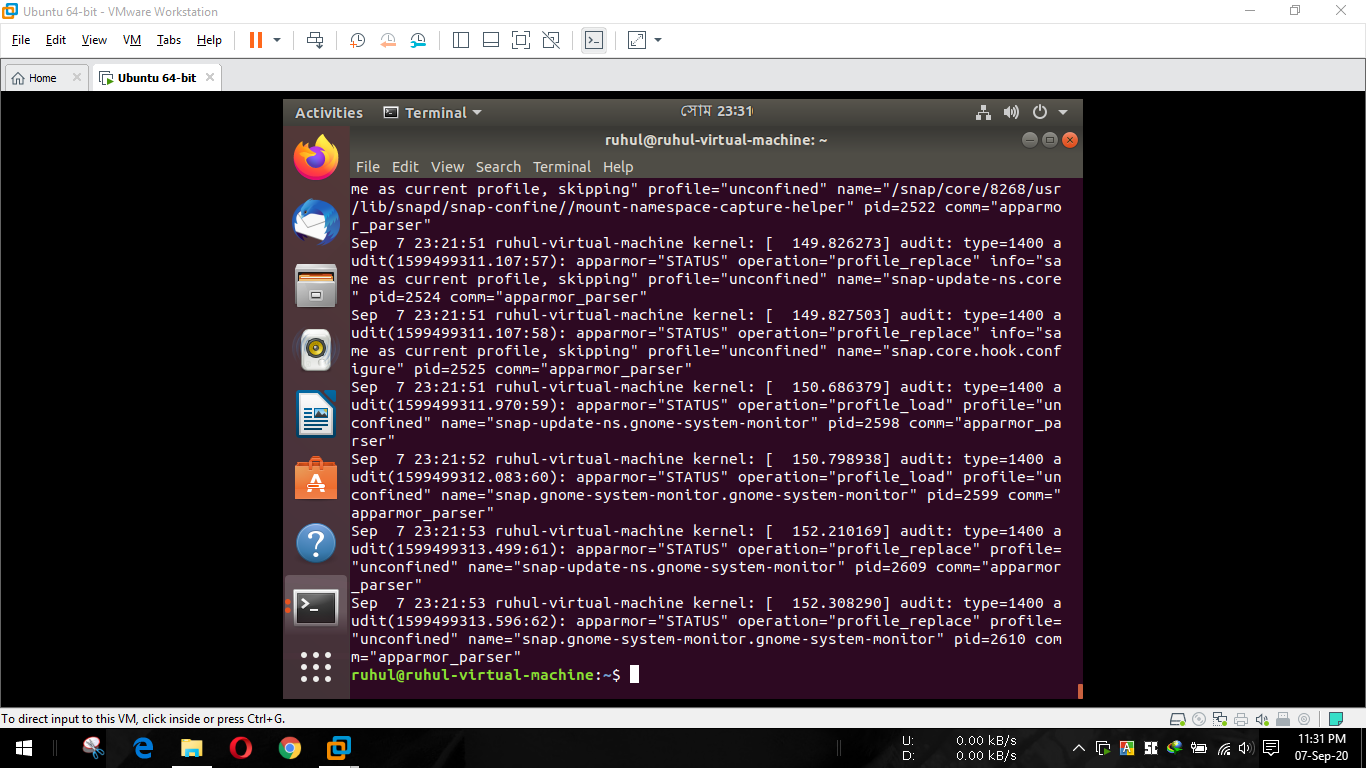 Ubuntu 64-bit - VMware Workstation
File Edit View VM Tabs Help
Home Ubuntu 64-bit
Activities Terminal সোম 23:31
ruhul@ruhul-virtual-machine: ~
File Edit View Search Terminal Help
me as current profile, skipping" profile="unconfined" name="/snap/core/8268/usr
/lib/snapd/snap-confine//mount-namespace-capture-helper" pid=2522 comm="apparmo
r_parser"
Sep  7 23:21:51 ruhul-virtual-machine kernel: [  149.826273] audit: type=1400 a
udit(1599499311.107:57): apparmor="STATUS" operation="profile_replace" info="sa
me as current profile, skipping" profile="unconfined" name="snap-update-ns.core
" pid=2524 comm="apparmor_parser"
Sep  7 23:21:51 ruhul-virtual-machine kernel: [  149.827503] audit: type=1400 a
udit(1599499311.107:58): apparmor="STATUS" operation="profile_replace" info="sa
me as current profile, skipping" profile="unconfined" name="snap.core.hook.conf
igure" pid=2525 comm="apparmor_parser"
Sep  7 23:21:51 ruhul-virtual-machine kernel: [  150.686379] audit: type=1400 a
udit(1599499311.970:59): apparmor="STATUS" operation="profile_load" profile="un
confined" name="snap-update-ns.gnome-system-monitor" pid=2598 comm="apparmor_pa
rser"
Sep  7 23:21:52 ruhul-virtual-machine kernel: [  150.798938] audit: type=1400 a
udit(1599499312.083:60): apparmor="STATUS" operation="profile_load" profile="un
confined" name="snap.gnome-system-monitor.gnome-system-monitor" pid=2599 comm="
apparmor_parser"
Sep  7 23:21:53 ruhul-virtual-machine kernel: [  152.210169] audit: type=1400 a
udit(1599499313.499:61): apparmor="STATUS" operation="profile_replace" profile=
"unconfined" name="snap-update-ns.gnome-system-monitor" pid=2609 comm="apparmor
_parser"
Sep  7 23:21:53 ruhul-virtual-machine kernel: [  152.308290] audit: type=1400 a
udit(1599499313.596:62): apparmor="STATUS" operation="profile_replace" profile=
"unconfined" name="snap.gnome-system-monitor.gnome-system-monitor" pid=2610 com
m="apparmor_parser"
ruhul@ruhul-virtual-machine:~$
To direct input to this VM, click inside or press Ctrl+G.
U: 0.00 kB/s
D: 0.00 kB/s
11:31 PM
07-Sep-20